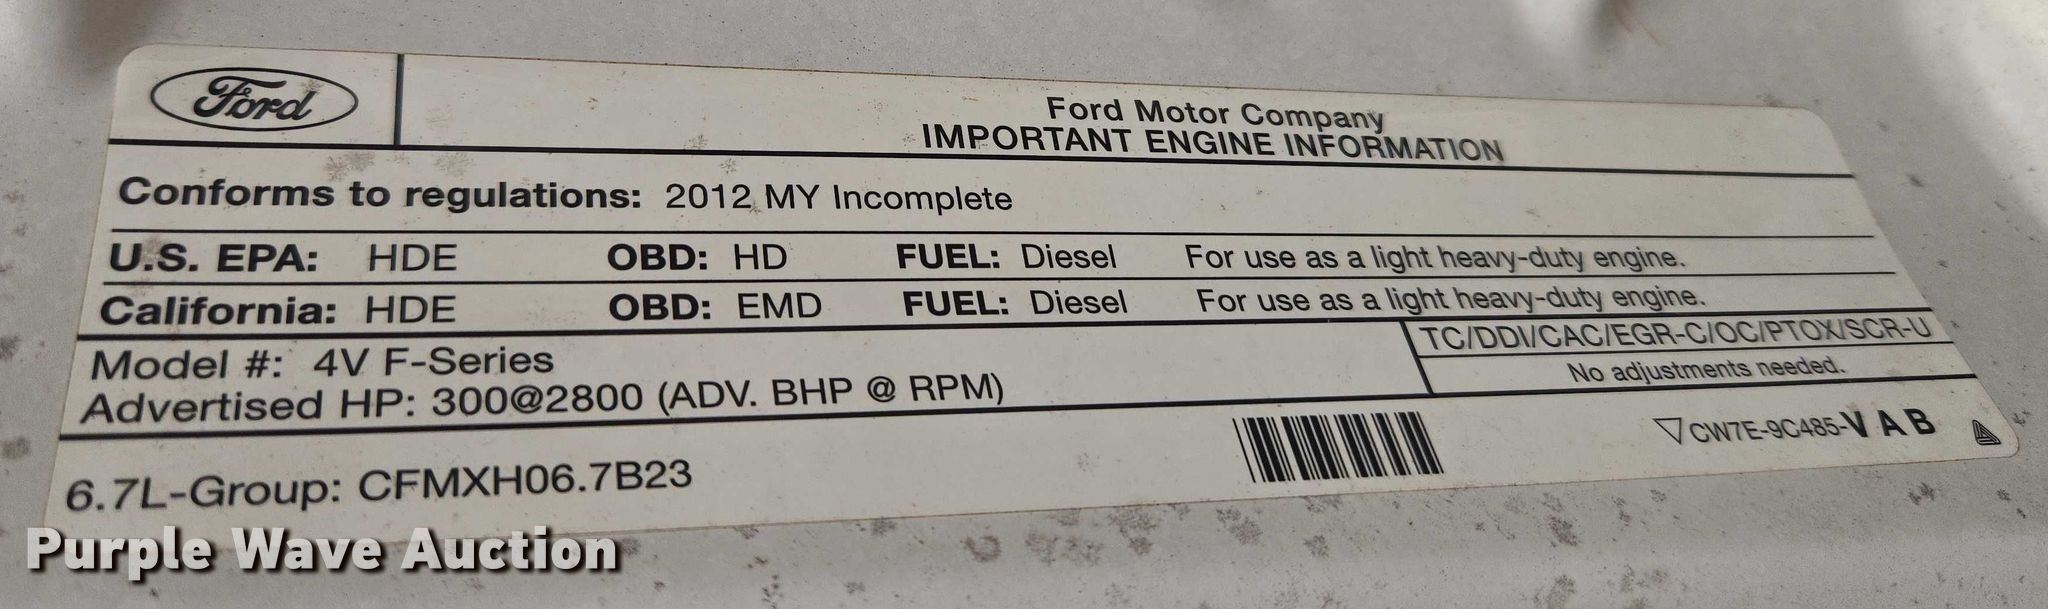 Ford
Ford Motor Company
IMPORTANT ENGINE INFORMATION
Conforms to regulations: 2012 MY Incomplete
U.S. EPA: HDE OBD: HD FUEL: Diesel For use as a light heavy-duty engine.
California: HDE OBD: EMD FUEL: Diesel For use as a light heavy-duty engine.
Model #: 4V F-Series
Advertised HP: 300@2800 (ADV. BHP @ RPM)
TC/DDI/CAC/EGR-C/OC/PTOX/SCR-U
No adjustments needed.
6.7L-Group: CFMXH06.7B23
CW7E-9C485-VAB
Purple Wave Auction